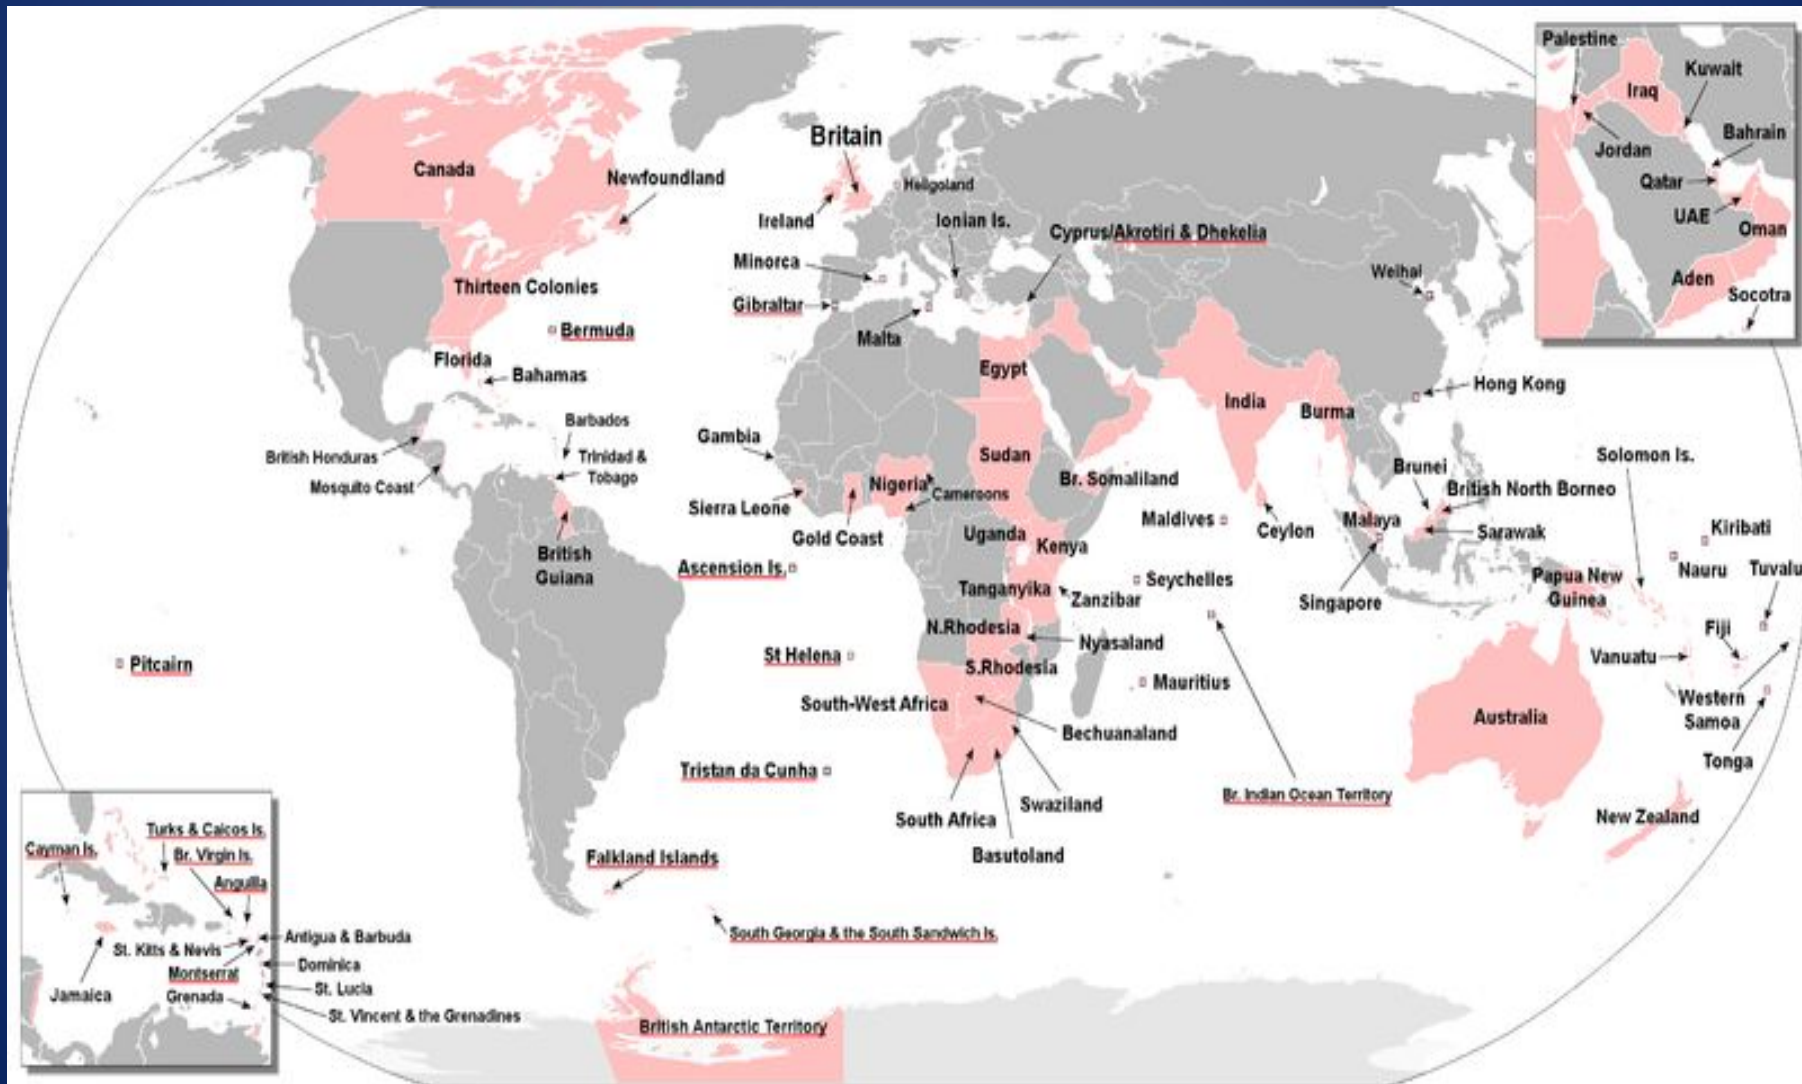 Palestine
Kuwait
Iraq
Bahrain
Jordan
Qatar
UAE
Oman
Aden
Socotra
Britain
Canada
Newfoundland
Heligoland
Ireland
Ionian Is.
Cyprus/Akrotiri & Dhekelia
Minorca
Weihai
Thirteen Colonies
Gibraltar
Bermuda
Malta
Florida
Bahamas
Egypt
Hong Kong
India
Burma
Barbados
Gambia
British Honduras
Trinidad &
Tobago
Mosquito Coast
Sudan
Solomon Is.
Brunei
Br. Somaliland
Nigeria
Cameroons
British North Borneo
Sierra Leone
Maldives
Ceylon
Malaya
Sarawak
Kiribati
Gold Coast
Uganda
Kenya
British
Guiana
Ascension Is.
Nauru
Tuvalu
Papua New
Guinea
Seychelles
Tanganyika
Zanzibar
Singapore
N.Rhodesia
Nyasaland
Fiji
Pitcairn
St Helena
S.Rhodesia
Vanuatu
Mauritius
South-West Africa
Western
Samoa
Australia
Bechuanaland
Tonga
Tristan da Cunha
Br. Indian Ocean Territory
Swaziland
South Africa
New Zealand
Basutoland
Falkland Islands
South Georgia & the South Sandwich Is.
British Antarctic Territory
Turks & Caicos Is.
Cayman Is.
Br. Virgin Is.
Anguilla
Antigua & Barbuda
St. Kitts & Nevis
Montserrat
Dominica
Jamaica
St. Lucia
Grenada
St. Vincent & the Grenadines